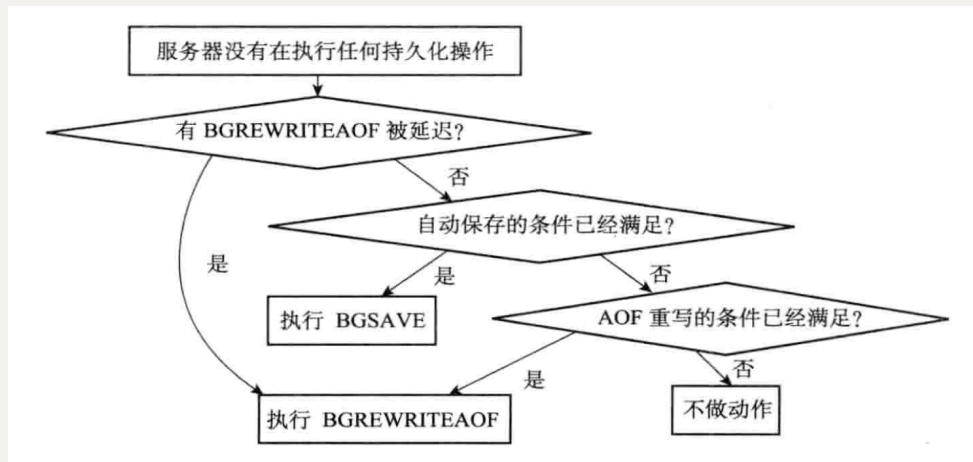 服务器没有在执行任何持久化操作
有 BGREWRITEAOF 被延迟?
否
自动保存的条件已经满足?
是
是
否
执行 BGSAVE
AOF 重写的条件已经满足?
是
否
执行 BGREWRITEAOF
不做动作